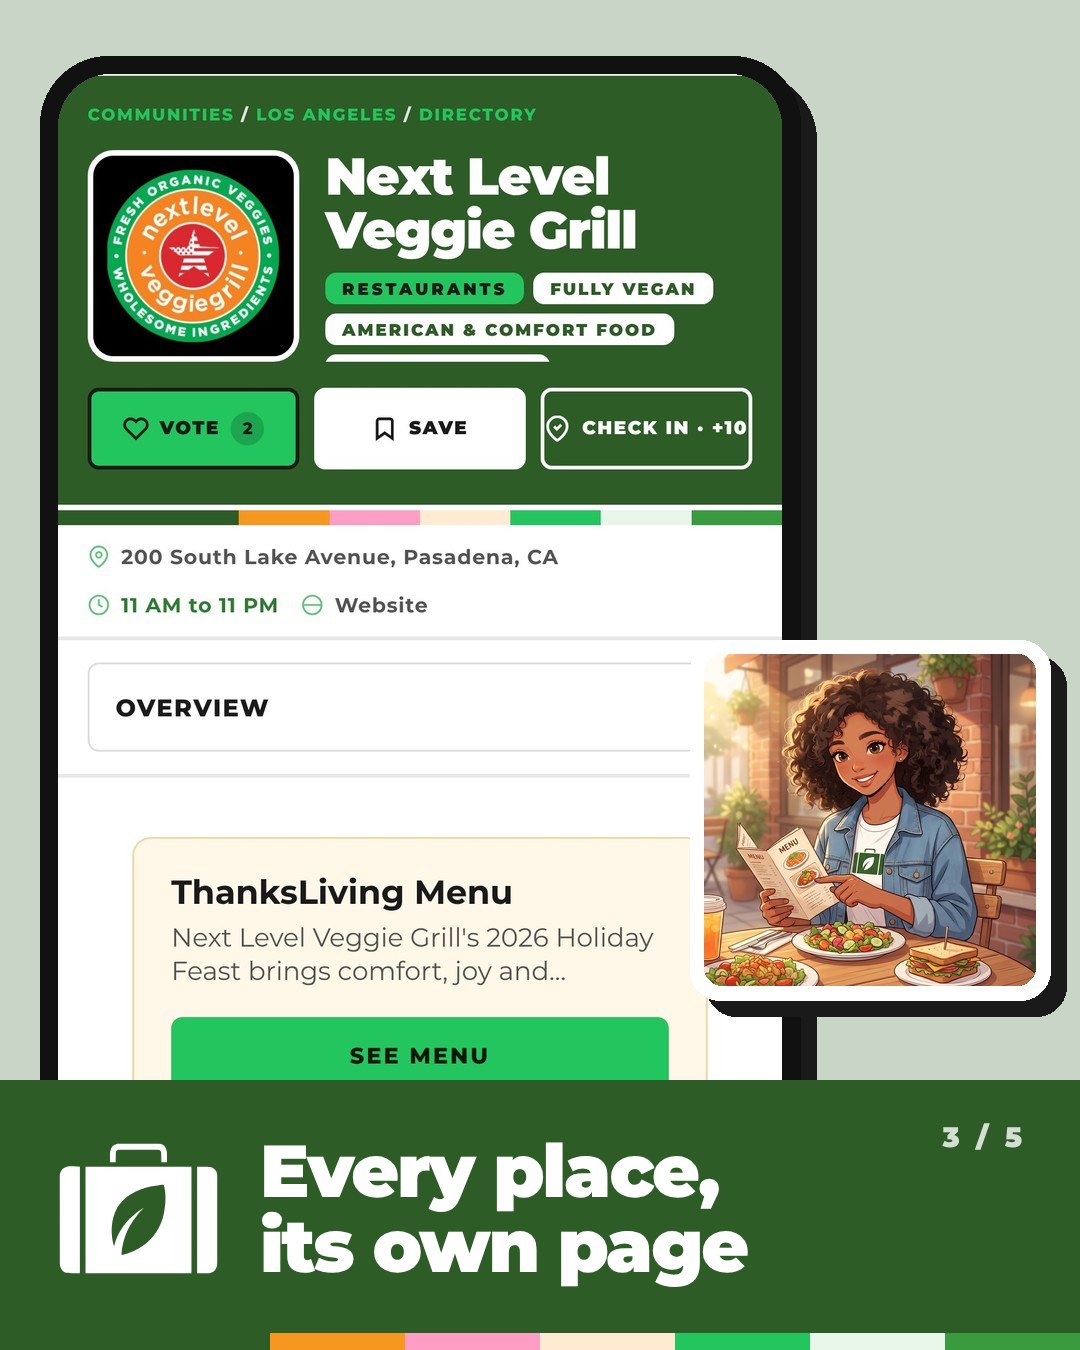 COMMUNITIES / LOS ANGELES / DIRECTORY
FRESH ORGANIC VEGGIES
nextlevel
veggiegrill
WHOLESOME INGREDIENTS
Next Level
Veggie Grill
RESTAURANTS
FULLY VEGAN
AMERICAN & COMFORT FOOD
VOTE 2
SAVE
CHECK IN · +10
200 South Lake Avenue, Pasadena, CA
11 AM to 11 PM
Website
OVERVIEW
MENU
MENU
ThanksLiving Menu
Next Level Veggie Grill's 2026 Holiday
Feast brings comfort, joy and...
SEE MENU
3 / 5
Every place,
its own page